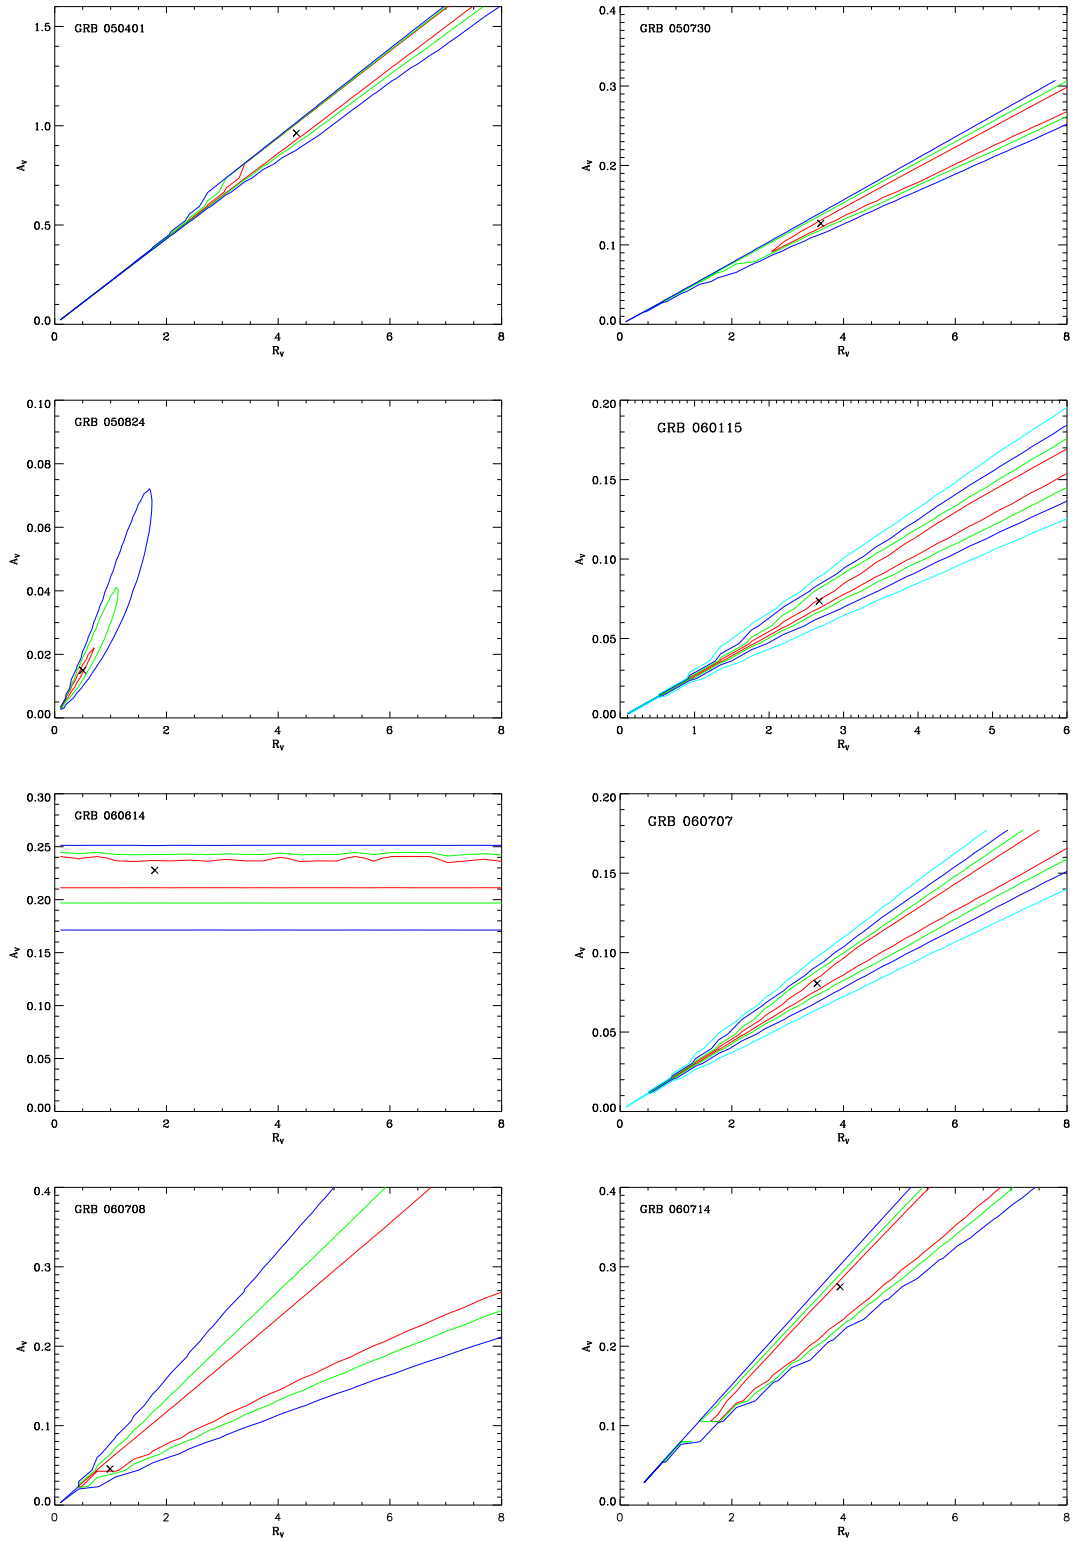 GRB 050401
1.5
1.0
0.5
0.0
A_V
0 2 4 6 8
R_V
GRB 050730
0.4
0.3
0.2
0.1
0.0
A_V
0 2 4 6 8
R_V
GRB 050824
0.10
0.08
0.06
0.04
0.02
0.00
A_V
0 2 4 6 8
R_V
GRB 060115
0.20
0.15
0.10
0.05
0.00
A_V
0 1 2 3 4 5 6
R_V
GRB 060614
0.30
0.25
0.20
0.15
0.10
0.05
0.00
A_V
0 2 4 6 8
R_V
GRB 060707
0.20
0.15
0.10
0.05
0.00
A_V
0 2 4 6 8
R_V
GRB 060708
0.4
0.3
0.2
0.1
0.0
A_V
0 2 4 6 8
R_V
GRB 060714
0.4
0.3
0.2
0.1
0.0
A_V
0 2 4 6 8
R_V